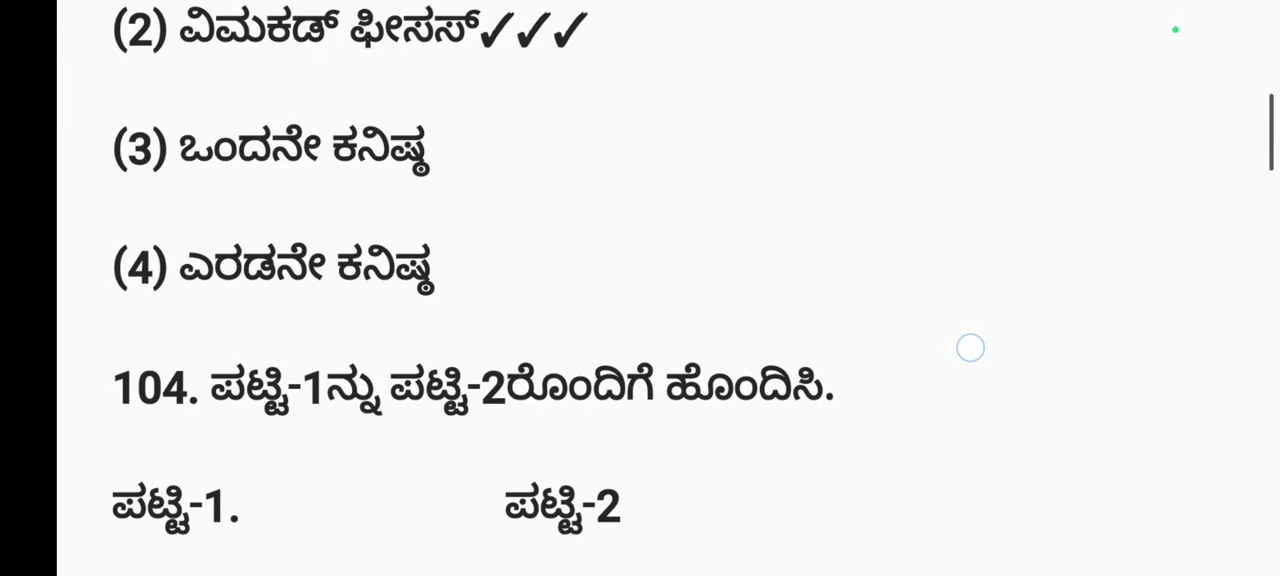 (2) ವಿಮಕಡ್ ಫೀಸಸ್✓✓✓
(3) ಒಂದನೇ ಕನಿಷ್ಠ
(4) ಎರಡನೇ ಕನಿಷ್ಠ
104. ಪಟ್ಟಿ-1ನ್ನು ಪಟ್ಟಿ-2ರೊಂದಿಗೆ ಹೊಂದಿಸಿ.
ಪಟ್ಟಿ-1. ಪಟ್ಟಿ-2